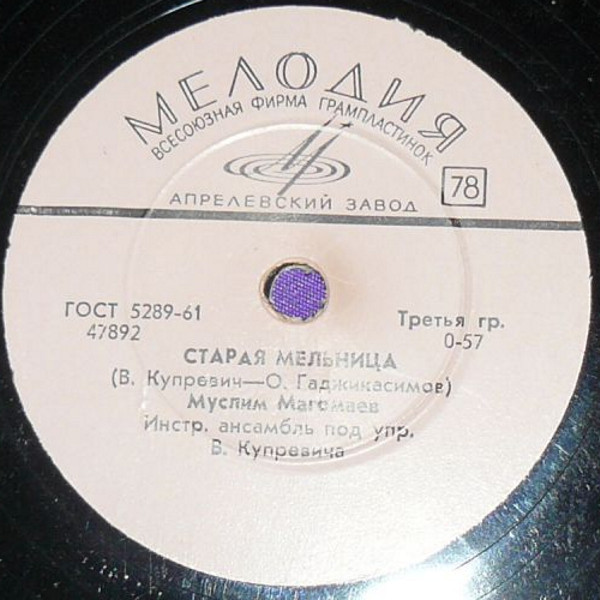 МЕЛОДИЯ
ВСЕСОЮЗНАЯ ФИРМА ГРАМПЛАСТИНОК
АПРЕЛЕВСКИЙ ЗАВОД 78
ГОСТ 5289-61 Третья гр.
47892 0-57
СТАРАЯ МЕЛЬНИЦА
(В. Купревич—О. Гаджикасимов)
Муслим Магомаев
Инстр. ансамбль под упр.
В. Купревича